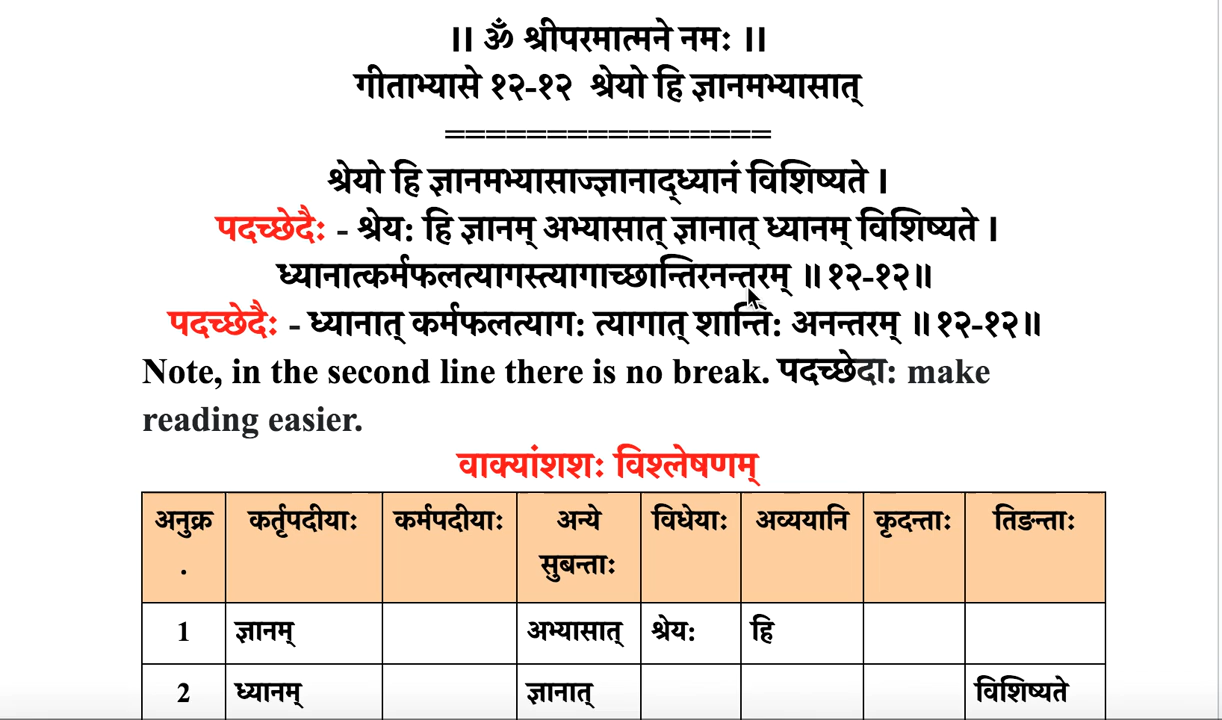 ।। ॐ श्रीपरमात्मने नमः ।।
गीताभ्यासे १२-१२ श्रेयो हि ज्ञानमभ्यासात्
================
श्रेयो हि ज्ञानमभ्यासाज्ज्ञानाद्ध्यानं विशिष्यते ।
पदच्छेदैः - श्रेय: हि ज्ञानम् अभ्यासात् ज्ञानात् ध्यानम् विशिष्यते ।
ध्यानात्कर्मफलत्यागस्त्यागाच्छान्तिरनन्तरम् ॥ १२-१२॥
पदच्छेदैः - ध्यानात् कर्मफलत्याग: त्यागात् शान्ति: अनन्तरम् ॥ १२-१२॥
Note, in the second line there is no break. पदच्छेदा: make
reading easier.
वाक्यांशशः विश्लेषणम्
अनुक्र. कर्तृपदीयाः कर्मपदीयाः अन्ये सुबन्ताः विधेयाः अव्ययानि कृदन्ताः तिङन्ताः
1 ज्ञानम् अभ्यासात् श्रेय: हि
2 ध्यानम् ज्ञानात् विशिष्यते